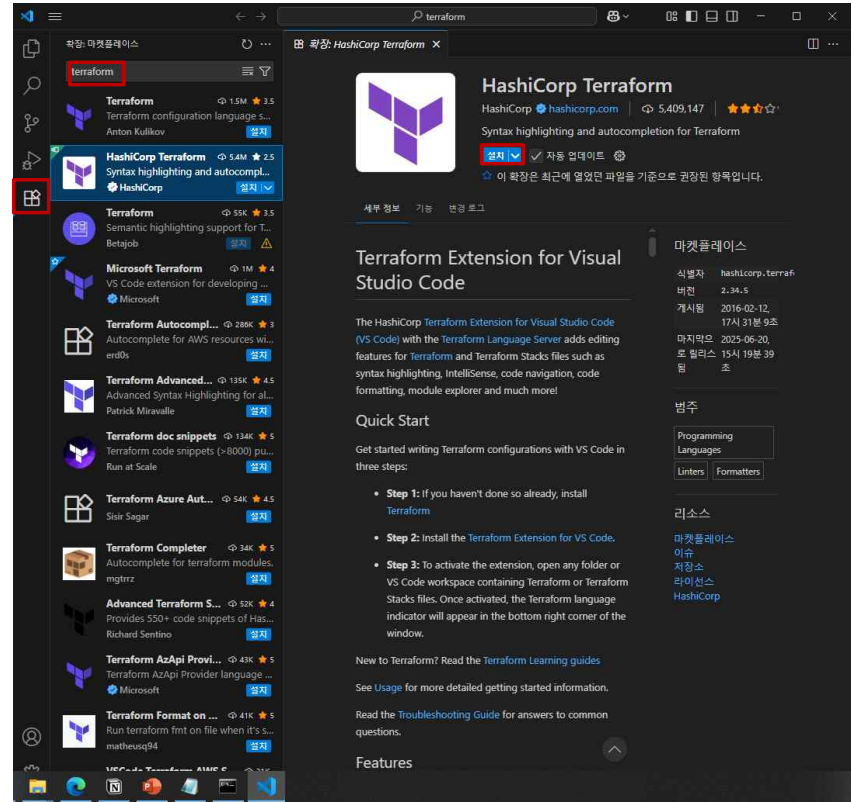 terraform
확장: 마켓플레이스
terraform
Terraform 1.5M 3.5
Terraform configuration language s...
Anton Kulikov 설치
HashiCorp Terraform 5.4M 2.5
Syntax highlighting and autocompl...
HashiCorp 설치
Terraform 55K 3.5
Semantic highlighting support for T...
Betajob 설치
Microsoft Terraform 1M 4
VS Code extension for developing ...
Microsoft 설치
Terraform Autocompl... 286K 3
Autocomplete for AWS resources wi...
erd0s 설치
Terraform Advanced... 135K 4.5
Advanced Syntax Highlighting for al...
Patrick Miravalle 설치
Terraform doc snippets 134K 5
Terraform code snippets (>8000) pu...
Run at Scale 설치
Terraform Azure Aut... 54K 4.5
Sisir Sagar 설치
Terraform Completer 34K 5
Autocomplete for terraform modules.
mgtrrz 설치
Advanced Terraform S... 52K 4
Provides 550+ code snippets of Has...
Richard Sentino 설치
Terraform AzApi Provi... 43K 5
Terraform AzApi Provider language ...
Microsoft 설치
Terraform Format on ... 41K 5
Run terraform fmt on file when it's s...
matheusq94 설치
VSCode Terraform AWS S...
확장: HashiCorp Terraform
HashiCorp Terraform
HashiCorp hashicorp.com 5,409,147
Syntax highlighting and autocompletion for Terraform
설치 자동 업데이트
이 확장은 최근에 열었던 파일을 기준으로 권장된 항목입니다.
세부 정보 기능 변경 로그
Terraform Extension for Visual
Studio Code
The HashiCorp Terraform Extension for Visual Studio Code
(VS Code) with the Terraform Language Server adds editing
features for Terraform and Terraform Stacks files such as
syntax highlighting, IntelliSense, code navigation, code
formatting, module explorer and much more!
Quick Start
Get started writing Terraform configurations with VS Code in
three steps:
• Step 1: If you haven't done so already, install
Terraform
• Step 2: Install the Terraform Extension for VS Code.
• Step 3: To activate the extension, open any folder or
VS Code workspace containing Terraform or Terraform
Stacks files. Once activated, the Terraform language
indicator will appear in the bottom right corner of the
window.
New to Terraform? Read the Terraform Learning guides
See Usage for more detailed getting started information.
Read the Troubleshooting Guide for answers to common
questions.
Features
마켓플레이스
식별자 hashicorp.terraf
버전 2.34.5
게시됨 2016-02-12,
17시 31분 9초
마지막으 2025-06-20,
로 릴리스 15시 19분 39
됨 초
범주
Programming
Languages
Linters Formatters
리소스
마켓플레이스
이슈
저장소
라이선스
HashiCorp